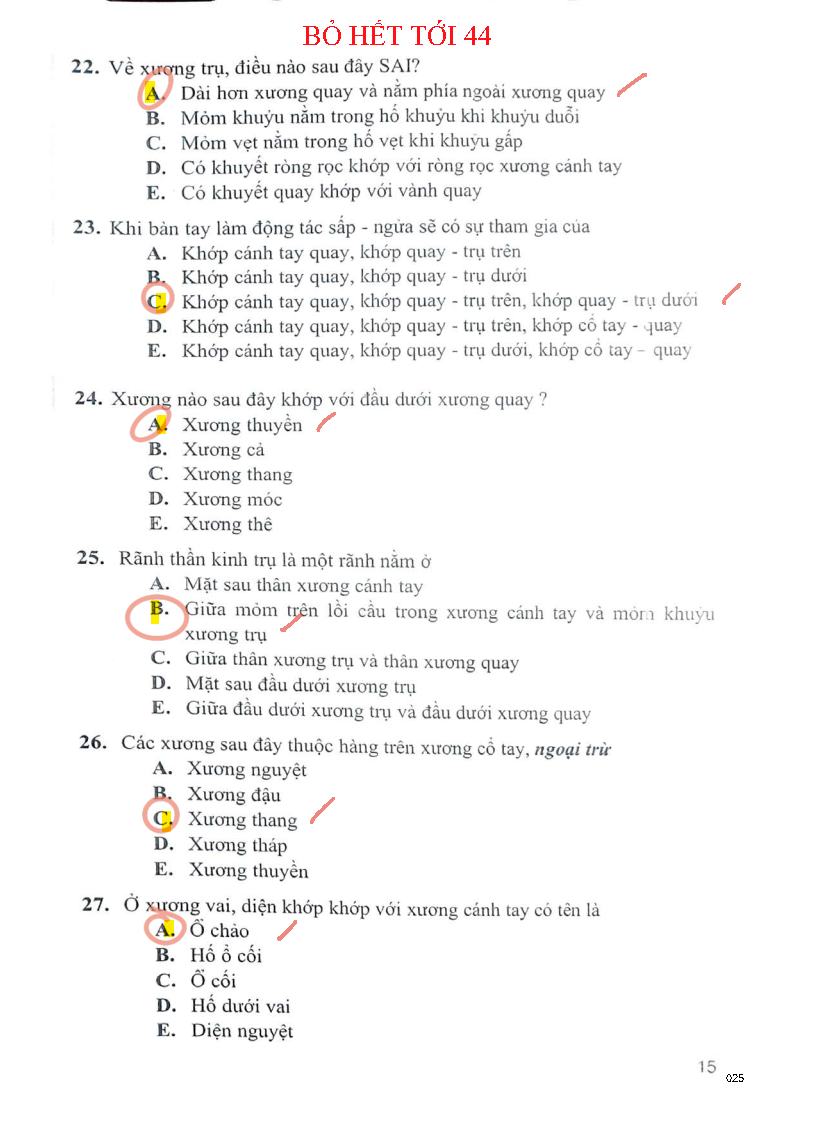 BỎ HẾT TỚI 44
22. Về xương trụ, điều nào sau đây SAI?
A. Dài hơn xương quay và nằm phía ngoài xương quay
B. Mỏm khuỷu nằm trong hố khuỷu khi khuỷu duỗi
C. Mỏm vẹt nằm trong hố vẹt khi khuỷu gấp
D. Có khuyết ròng rọc khớp với ròng rọc xương cánh tay
E. Có khuyết quay khớp với vành quay
23. Khi bàn tay làm động tác sấp - ngửa sẽ có sự tham gia của
A. Khớp cánh tay quay, khớp quay - trụ trên
B. Khớp cánh tay quay, khớp quay - trụ dưới
C. Khớp cánh tay quay, khớp quay - trụ trên, khớp quay - trụ dưới
D. Khớp cánh tay quay, khớp quay - trụ trên, khớp cổ tay - quay
E. Khớp cánh tay quay, khớp quay - trụ dưới, khớp cổ tay - quay
24. Xương nào sau đây khớp với đầu dưới xương quay ?
A. Xương thuyền
B. Xương cả
C. Xương thang
D. Xương móc
E. Xương thê
25. Rãnh thần kinh trụ là một rãnh nằm ở
A. Mặt sau thân xương cánh tay
B. Giữa mỏm trên lồi cầu trong xương cánh tay và mỏm khuỷu
xương trụ
C. Giữa thân xương trụ và thân xương quay
D. Mặt sau đầu dưới xương trụ
E. Giữa đầu dưới xương trụ và đầu dưới xương quay
26. Các xương sau đây thuộc hàng trên xương cổ tay, ngoại trừ
A. Xương nguyệt
B. Xương đậu
C. Xương thang
D. Xương tháp
E. Xương thuyền
27. Ở xương vai, diện khớp khớp với xương cánh tay có tên là
A. Ổ chảo
B. Hố ổ cối
C. Ổ cối
D. Hố dưới vai
E. Diện nguyệt
15
025